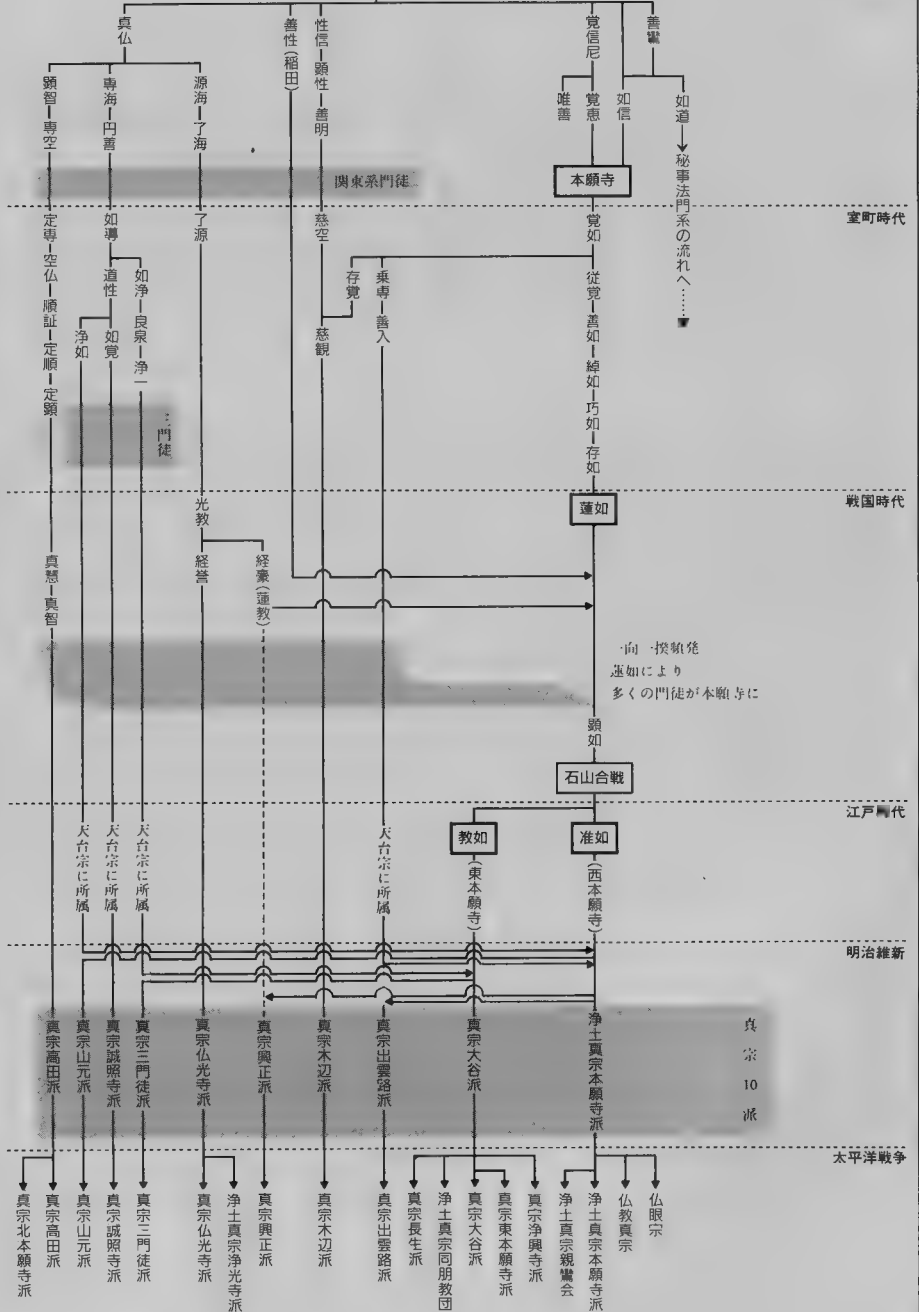 善鸞
覚信尼
性信ー顕性ー善明
善性(稲田)
真仏
如道→秘事法門系の流れへ……
如信
覚恵
唯善
源海ー了海
専海ー円善
顕智ー専空
関東系門徒
本願寺
室町時代
覚如
慈空
了源
如導
定専ー空仏ー順証ー定順ー定顕
従覚ー善如ー綽如ー巧如ー存如
乗専ー善入
存覚
慈観
如浄ー良泉ー浄一
道性
如覚
浄如
三門徒
戦国時代
蓮如
光教
経豪(蓮教)
経誉
真慧ー真智
一向一揆頻発
蓮如により
多くの門徒が本願寺に
顕如
石山合戦
江戸時代
准如
(西本願寺)
教如
(東本願寺)
天台宗に所属
天台宗に所属
天台宗に所属
天台宗に所属
明治維新
真宗10派
浄土真宗本願寺派
真宗大谷派
真宗出雲路派
真宗木辺派
真宗興正派
真宗仏光寺派
真宗三門徒派
真宗誠照寺派
真宗山元派
真宗高田派
太平洋戦争
仏眼宗
仏教真宗
浄土真宗本願寺派
浄土真宗親鸞会
真宗浄興寺派
真宗東本願寺派
真宗大谷派
浄土真宗同朋教団
真宗長生派
真宗出雲路派
真宗木辺派
真宗興正派
浄土真宗浄光寺派
真宗仏光寺派
真宗三門徒派
真宗誠照寺派
真宗山元派
真宗高田派
真宗北本願寺派